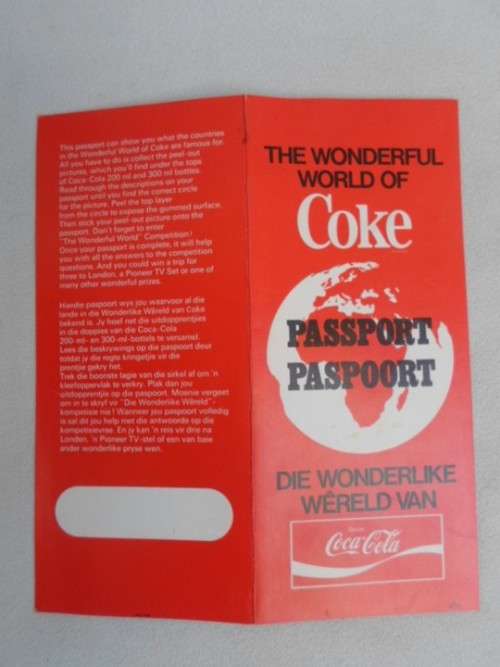 This passport can show you what the countries
in the Wonderful World of Coke are famous for.
All you have to do is collect the peel-out
pictures, which you'll find under the tops
of Coca-Cola 200 ml and 300 ml bottles.
Read through the descriptions on your
passport until you find the correct circle
for the picture. Peel the top layer
from the circle to expose the gummed surface.
Then stick your peel-out picture onto the
passport. Don't forget to enter
"The Wonderful World" Competition!
Once your passport is complete, it will help
you with all the answers to the competition
questions. And you could win a trip for
three to London, a Pioneer TV Set or one of
many other wonderful prizes.
Hierdie paspoort wys jou waarvoor al die
lande in die Wonderlike Wêreld van Coke
bekend is. Jy hoef net die uitdopprentjies
in die doppies van die Coca-Cola
200-ml- en 300-ml-bottels te versamel.
Lees die beskrywings op die paspoort deur
totdat jy die regte kringetjie vir die
prentjie gekry het.
Trek die boonste lagie van die sirkel af om 'n
kleefoppervlak te verkry. Plak dan jou
uitdopprentjie op die paspoort. Moenie vergeet
om in te skryf vir "Die Wonderlike Wêreld"-
kompetisie nie! Wanneer jou paspoort volledig
is sal dit jou help met die antwoorde op die
kompetisievrae. En jy kan 'n reis vir drie na
Londen, 'n Pioneer TV-stel of een van baie
ander wonderlike pryse wen.
THE WONDERFUL
WORLD OF
Coke
PASSPORT
PASPOORT
DIE WONDERLIKE
WÊRELD VAN
Coca-Cola